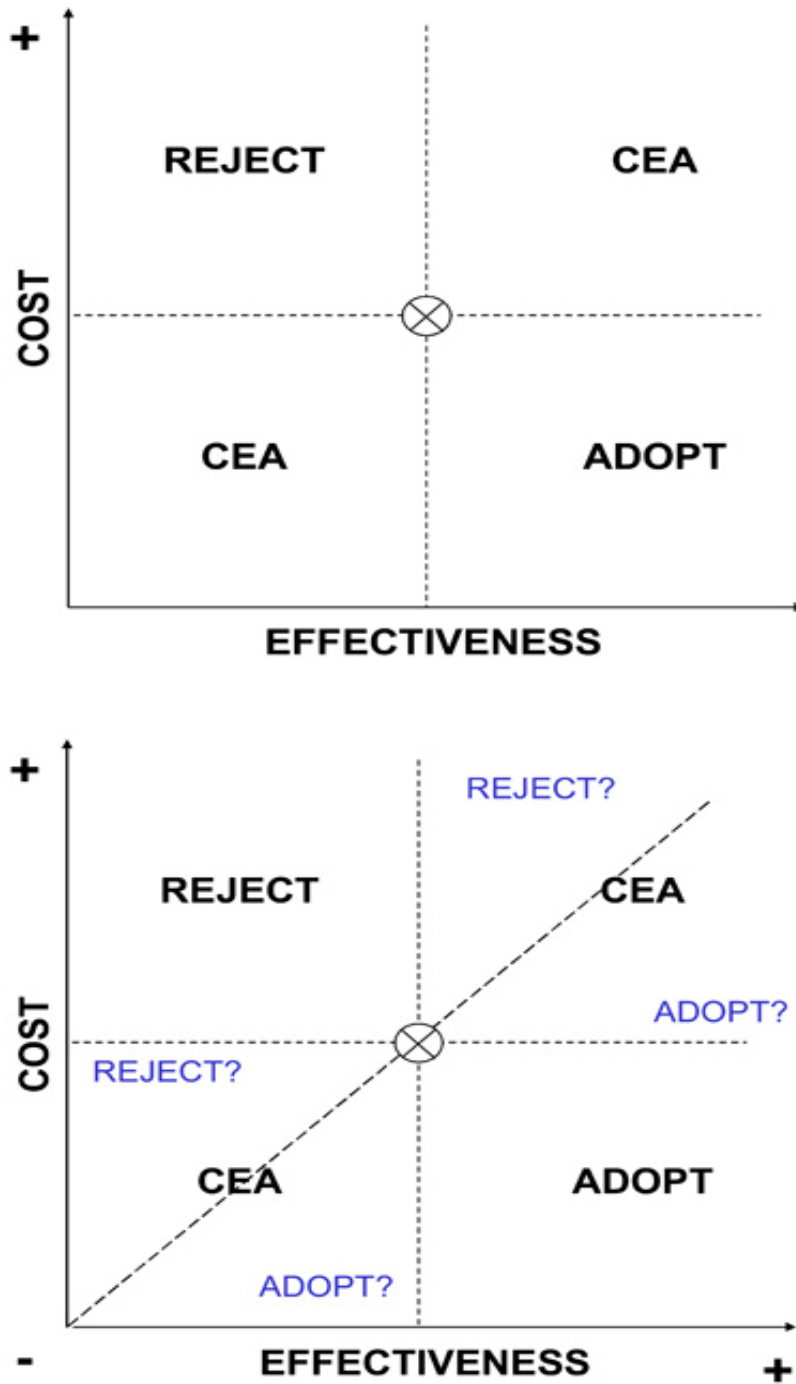 +
REJECT CEA
COST
CEA ADOPT
EFFECTIVENESS
+
REJECT?
REJECT CEA
ADOPT?
COST
REJECT?
CEA ADOPT
ADOPT?
- EFFECTIVENESS +